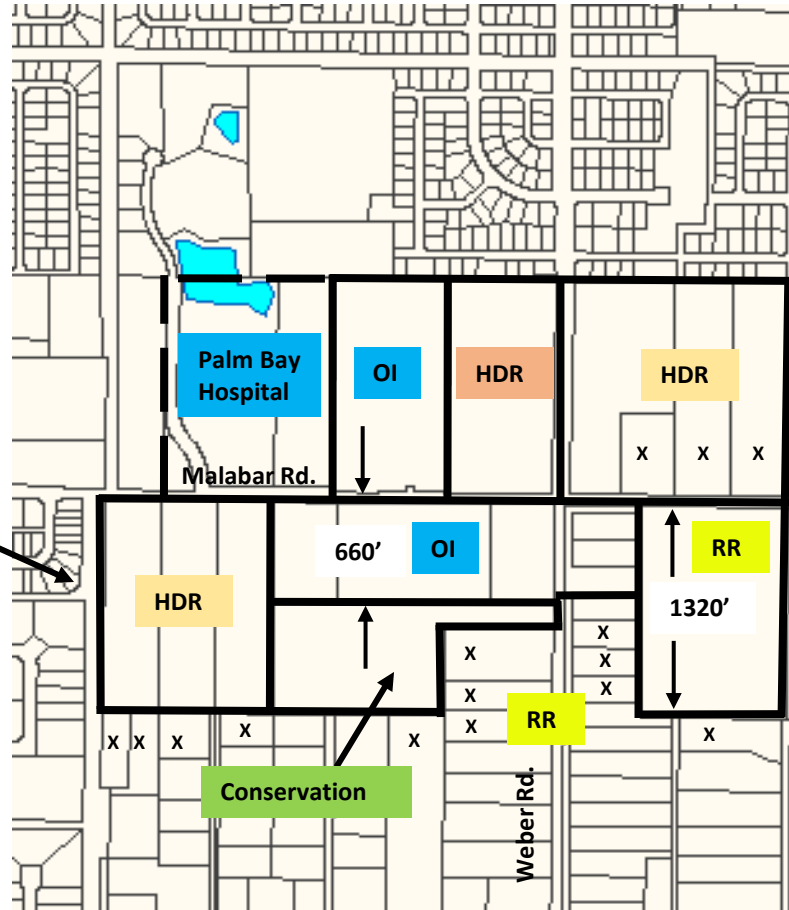 Palm Bay
Hospital
OI
HDR
HDR
X X X
Malabar Rd.
660’ OI
RR
HDR
1320’
X
X
X
X
X
X
RR
X X X
X
X
X
Conservation
Weber Rd.